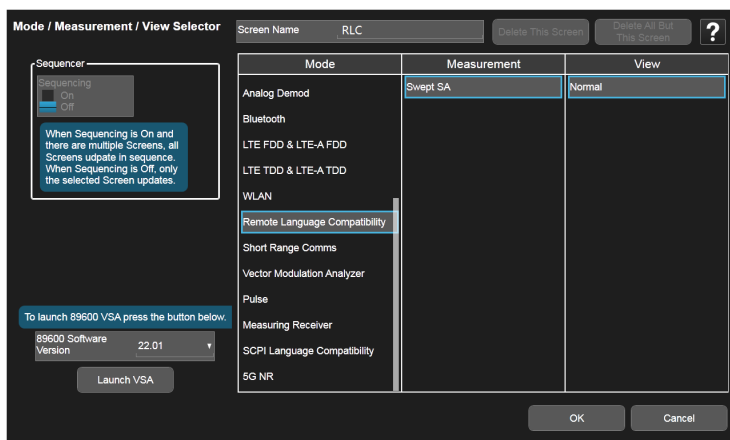 Mode / Measurement / View Selector
Screen Name
RLC
Delete This Screen
Delete All But
This Screen
?
Sequencer
Sequencing
On
Off
When Sequencing is On and
there are multiple Screens, all
Screens udpate in sequence.
When Sequencing is Off, only
the selected Screen updates.
To launch 89600 VSA press the button below.
89600 Software
Version
22.01
Launch VSA
Mode
Analog Demod
Bluetooth
LTE FDD & LTE-A FDD
LTE TDD & LTE-A TDD
WLAN
Remote Language Compatibility
Short Range Comms
Vector Modulation Analyzer
Pulse
Measuring Receiver
SCPI Language Compatibility
5G NR
Measurement
Swept SA
View
Normal
OK
Cancel